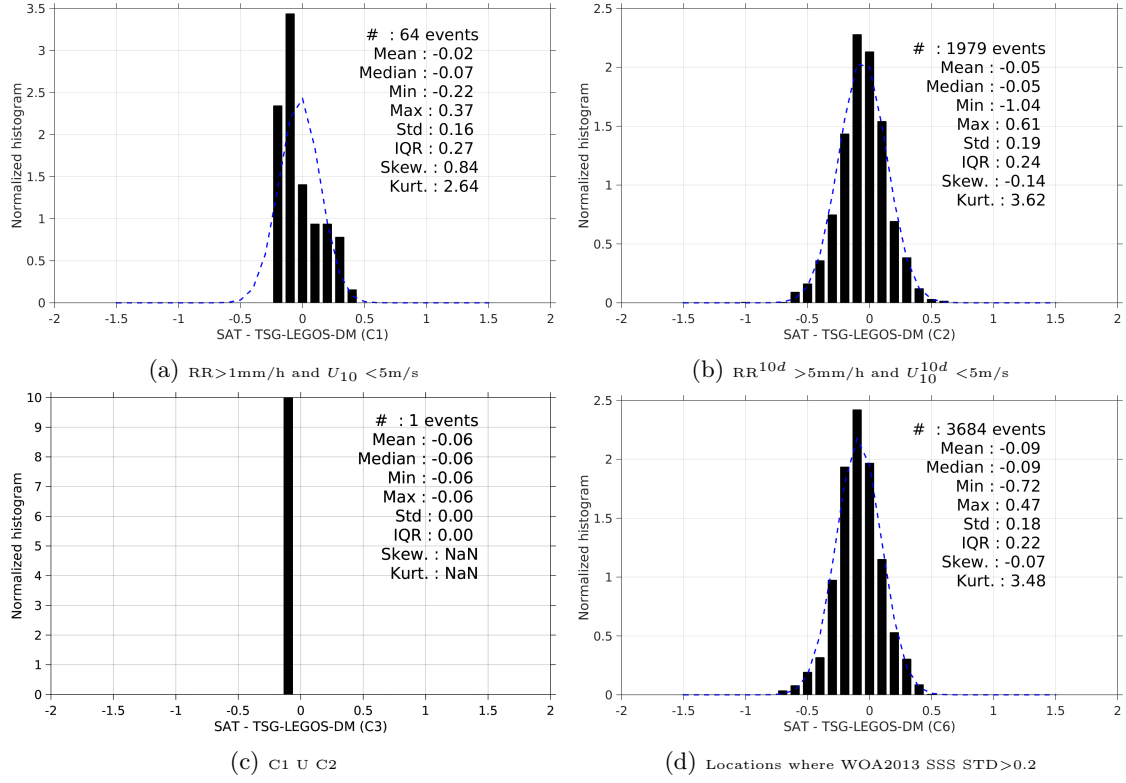 3.5
3
2.5
2
1.5
1
0.5
0
-2 -1.5 -1 -0.5 0 0.5 1 1.5 2
Normalized histogram
SAT - TSG-LEGOS-DM (C1)
# : 64 events
Mean : -0.02
Median : -0.07
Min : -0.22
Max : 0.37
Std : 0.16
IQR : 0.27
Skew. : 0.84
Kurt. : 2.64
(a) RR>1mm/h and U10 <5m/s
2.5
2
1.5
1
0.5
0
-2 -1.5 -1 -0.5 0 0.5 1 1.5 2
Normalized histogram
SAT - TSG-LEGOS-DM (C2)
# : 1979 events
Mean : -0.05
Median : -0.05
Min : -1.04
Max : 0.61
Std : 0.19
IQR : 0.24
Skew. : -0.14
Kurt. : 3.62
(b) RR^10d >5mm/h and U10^10d <5m/s
10
9
8
7
6
5
4
3
2
1
0
-2 -1.5 -1 -0.5 0 0.5 1 1.5 2
Normalized histogram
SAT - TSG-LEGOS-DM (C3)
# : 1 events
Mean : -0.06
Median : -0.06
Min : -0.06
Max : -0.06
Std : 0.00
IQR : 0.00
Skew. : NaN
Kurt. : NaN
(c) C1 U C2
2.5
2
1.5
1
0.5
0
-2 -1.5 -1 -0.5 0 0.5 1 1.5 2
Normalized histogram
SAT - TSG-LEGOS-DM (C6)
# : 3684 events
Mean : -0.09
Median : -0.09
Min : -0.72
Max : 0.47
Std : 0.18
IQR : 0.22
Skew. : -0.07
Kurt. : 3.48
(d) Locations where WOA2013 SSS STD>0.2